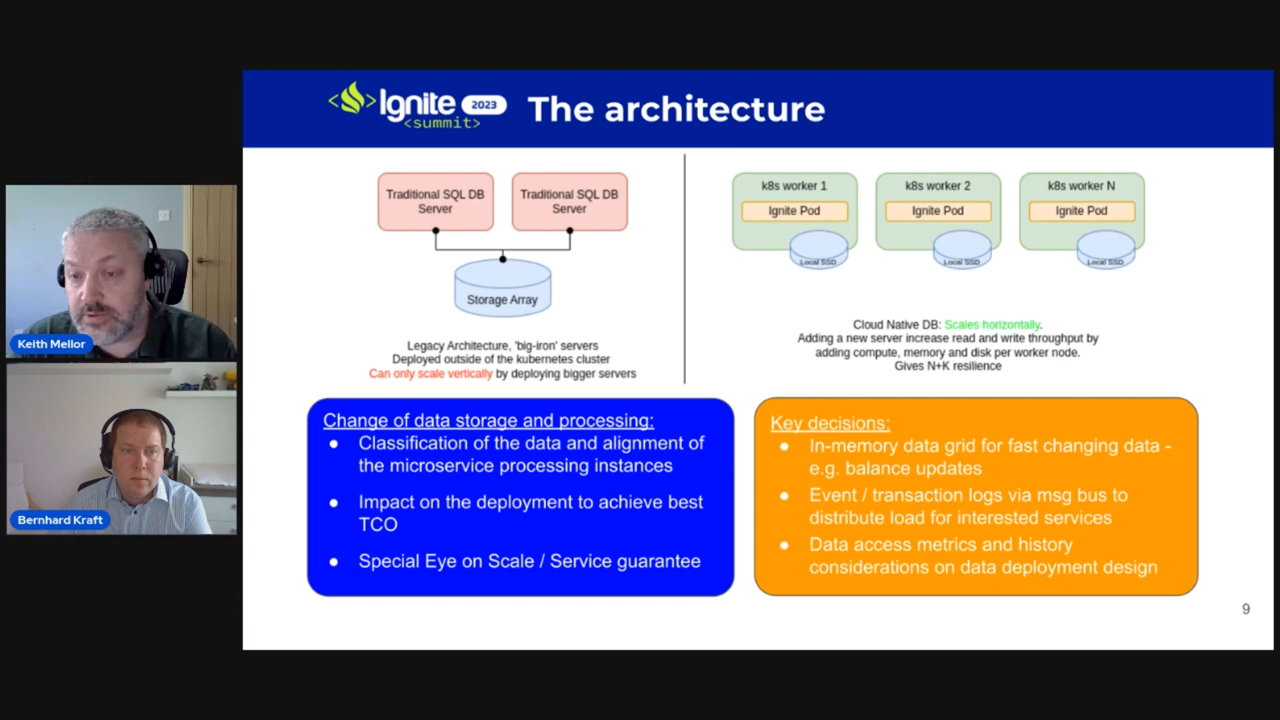 Ignite 2023
<summit>
The architecture
Traditional SQL DB
Server
Traditional SQL DB
Server
Storage Array
Legacy Architecture, 'big-iron' servers
Deployed outside of the kubernetes cluster
Can only scale vertically by deploying bigger servers
k8s worker 1
Ignite Pod
Local SSD
k8s worker 2
Ignite Pod
Local SSD
k8s worker N
Ignite Pod
Local SSD
Cloud Native DB: Scales horizontally.
Adding a new server increase read and write throughput by
adding compute, memory and disk per worker node.
Gives N+K resilience
Change of data storage and processing:
● Classification of the data and alignment of
the microservice processing instances
● Impact on the deployment to achieve best
TCO
● Special Eye on Scale / Service guarantee
Key decisions:
● In-memory data grid for fast changing data -
e.g. balance updates
● Event / transaction logs via msg bus to
distribute load for interested services
● Data access metrics and history
considerations on data deployment design
9
Keith Mellor
Bernhard Kraft